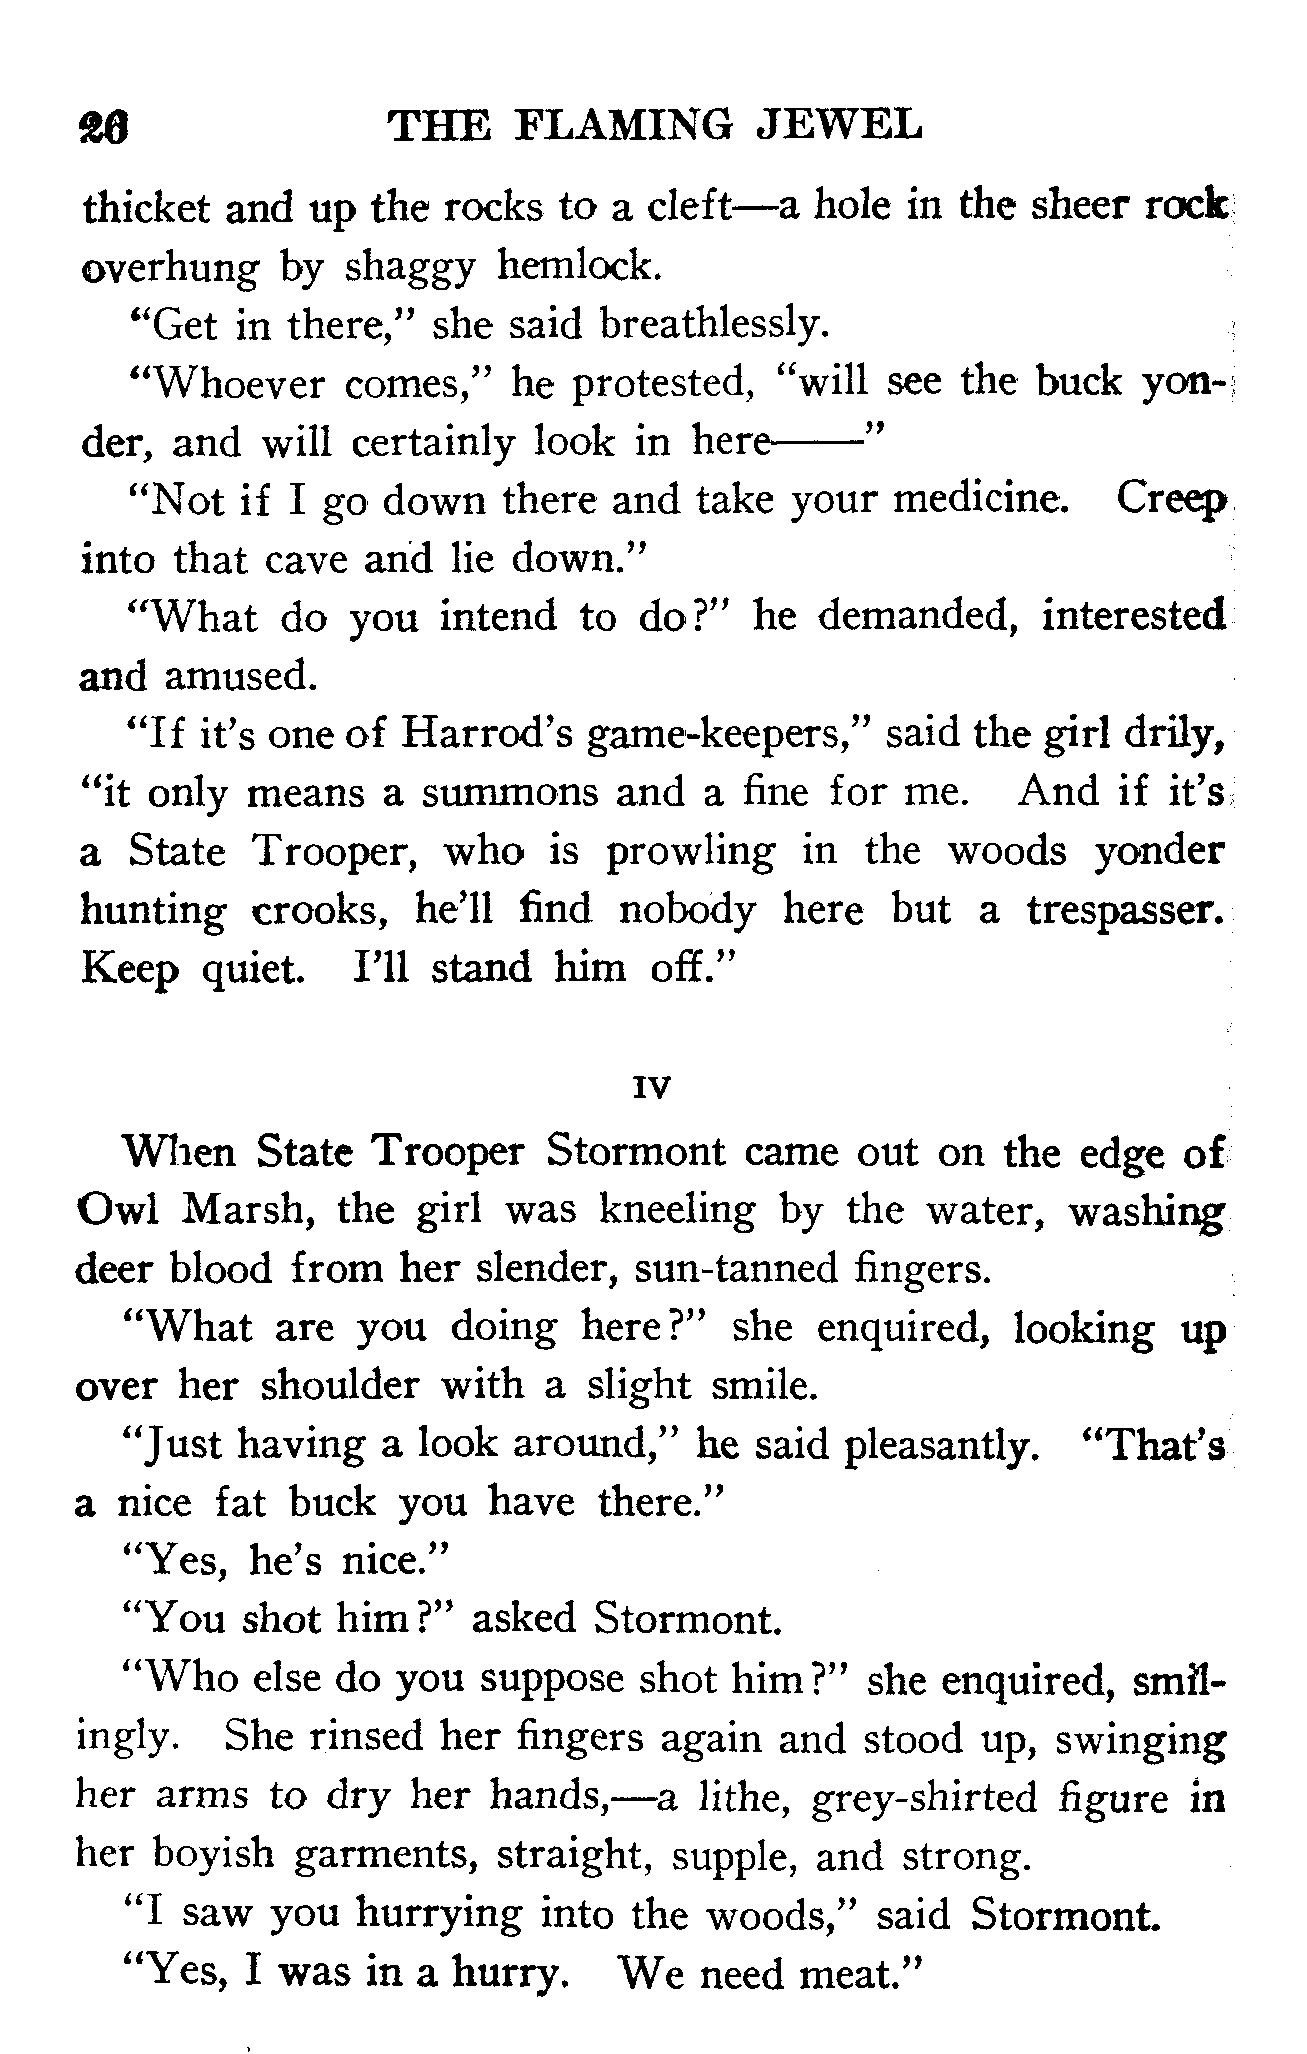 26 THE FLAMING JEWEL
thicket and up the rocks to a cleft—a hole in the sheer rock
overhung by shaggy hemlock.
“Get in there,” she said breathlessly.
“Whoever comes,” he protested, “will see the buck yon-
der, and will certainly look in here——”
“Not if I go down there and take your medicine. Creep
into that cave and lie down.”
“What do you intend to do?” he demanded, interested
and amused.
“If it’s one of Harrod’s game-keepers,” said the girl drily,
“it only means a summons and a fine for me. And if it’s
a State Trooper, who is prowling in the woods yonder
hunting crooks, he’ll find nobody here but a trespasser.
Keep quiet. I’ll stand him off.”
IV
When State Trooper Stormont came out on the edge of
Owl Marsh, the girl was kneeling by the water, washing
deer blood from her slender, sun-tanned fingers.
“What are you doing here?” she enquired, looking up
over her shoulder with a slight smile.
“Just having a look around,” he said pleasantly. “That’s
a nice fat buck you have there.”
“Yes, he’s nice.”
“You shot him?” asked Stormont.
“Who else do you suppose shot him?” she enquired, smil-
ingly. She rinsed her fingers again and stood up, swinging
her arms to dry her hands,—a lithe, grey-shirted figure in
her boyish garments, straight, supple, and strong.
“I saw you hurrying into the woods,” said Stormont.
“Yes, I was in a hurry. We need meat.”